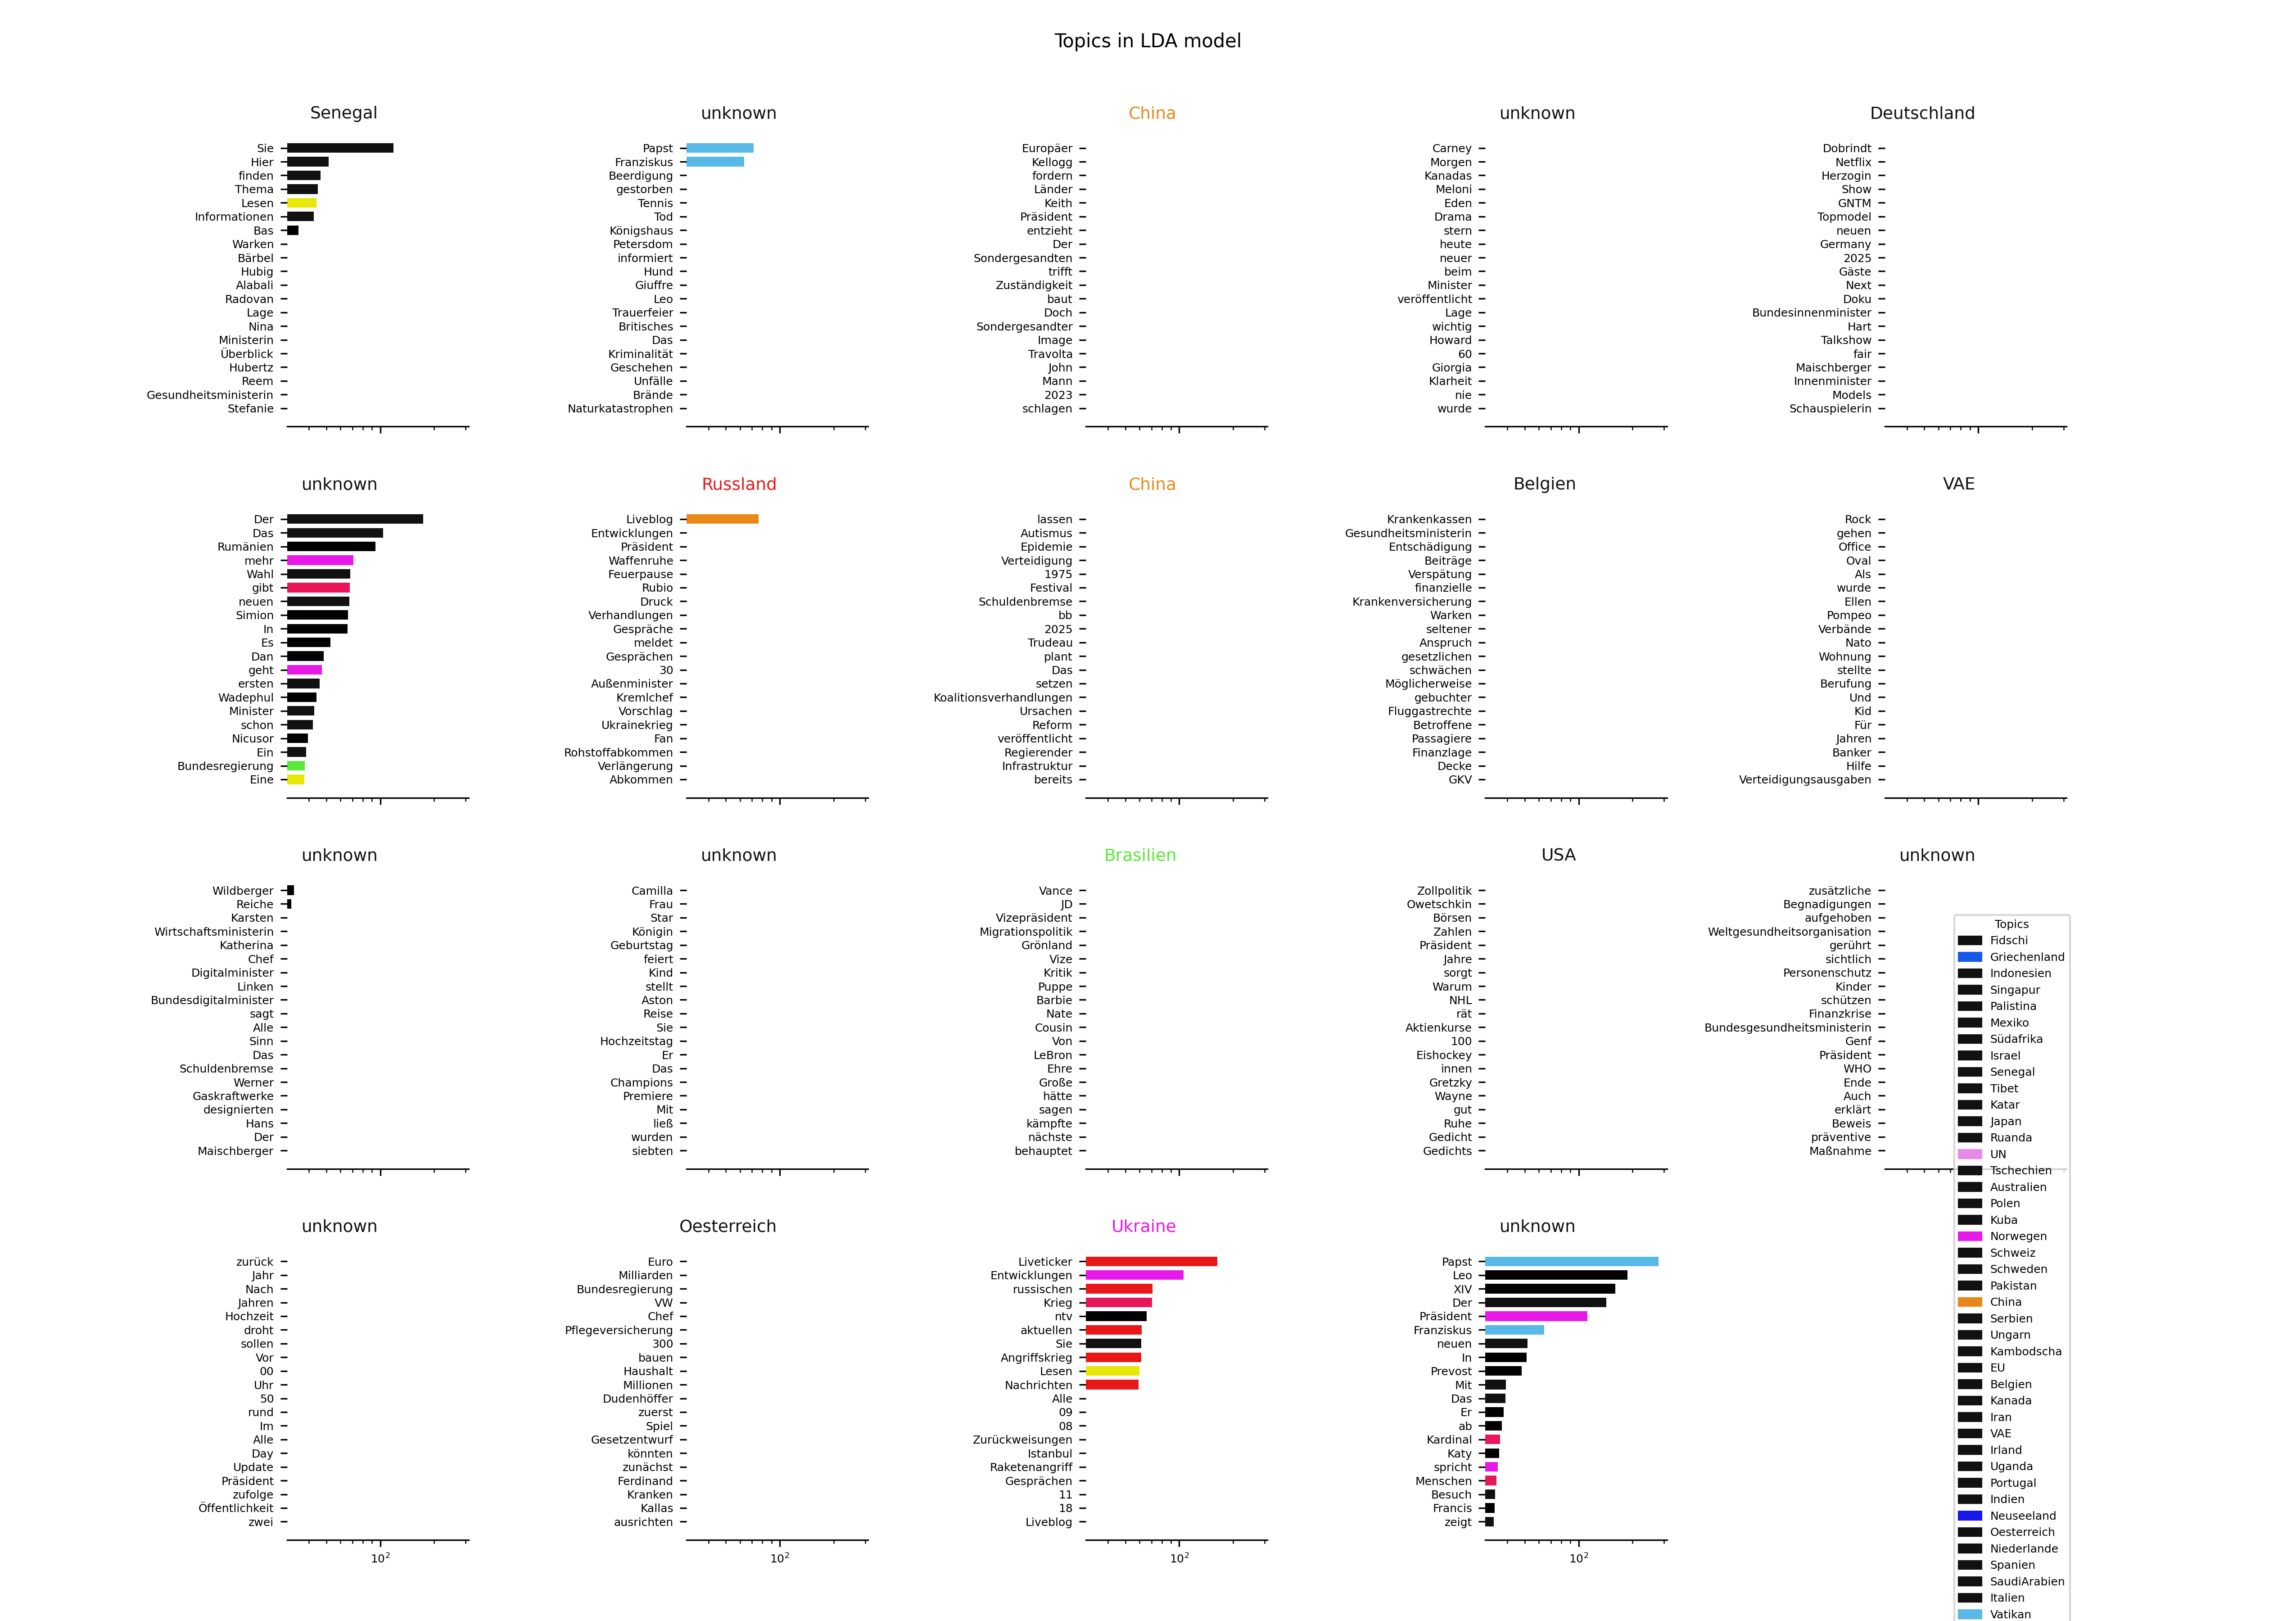 Topics in LDA model
Senegal
Sie
Hier
finden
Thema
Lesen
Informationen
Bas
Warken
Bärbel
Hubig
Alabali
Radovan
Lage
Nina
Ministerin
Überblick
Hubertz
Reem
Gesundheitsministerin
Stefanie
unknown
Papst
Franziskus
Beerdigung
gestorben
Tennis
Tod
Königshaus
Petersdom
informiert
Hund
Giuffre
Leo
Trauerfeier
Britisches
Das
Kriminalität
Geschehen
Unfälle
Brände
Naturkatastrophen
China
Europäer
Kellogg
fordern
Länder
Keith
Präsident
entzieht
Der
Sondergesandten
trifft
Zuständigkeit
baut
Doch
Sondergesandter
Image
Travolta
John
Mann
2023
schlagen
unknown
Carney
Morgen
Kanadas
Meloni
Eden
Drama
stern
heute
neuer
beim
Minister
veröffentlicht
Lage
wichtig
Howard
60
Giorgia
Klarheit
nie
wurde
Deutschland
Dobrindt
Netflix
Herzogin
Show
GNTM
Topmodel
neuen
Germany
2025
Gäste
Next
Doku
Bundesinnenminister
Hart
Talkshow
fair
Maischberger
Innenminister
Models
Schauspielerin
unknown
Der
Das
Rumänien
mehr
Wahl
gibt
neuen
Simion
In
Es
Dan
geht
ersten
Wadephul
Minister
schon
Nicusor
Ein
Bundesregierung
Eine
Russland
Liveblog
Entwicklungen
Präsident
Waffenruhe
Feuerpause
Rubio
Druck
Verhandlungen
Gespräche
meldet
Gesprächen
30
Außenminister
Kremlchef
Vorschlag
Ukrainekrieg
Fan
Rohstoffabkommen
Verlängerung
Abkommen
China
lassen
Autismus
Epidemie
Verteidigung
1975
Festival
Schuldenbremse
bb
2025
Trudeau
plant
Das
setzen
Koalitionsverhandlungen
Ursachen
Reform
veröffentlicht
Regierender
Infrastruktur
bereits
Belgien
Krankenkassen
Gesundheitsministerin
Entschädigung
Beiträge
Verspätung
finanzielle
Krankenversicherung
Warken
seltener
Anspruch
gesetzlichen
schwächen
Möglicherweise
gebuchter
Fluggastrechte
Betroffene
Passagiere
Finanzlage
Decke
GKV
VAE
Rock
gehen
Office
Oval
Als
wurde
Ellen
Pompeo
Verbände
Nato
Wohnung
stellte
Berufung
Und
Kid
Für
Jahren
Banker
Hilfe
Verteidigungsausgaben
unknown
Wildberger
Reiche
Karsten
Wirtschaftsministerin
Katherina
Chef
Digitalminister
Linken
Bundesdigitalminister
sagt
Alle
Sinn
Das
Schuldenbremse
Werner
Gaskraftwerke
designierten
Hans
Der
Maischberger
unknown
Camilla
Frau
Star
Königin
Geburtstag
feiert
Kind
stellt
Aston
Reise
Sie
Hochzeitstag
Er
Das
Champions
Premiere
Mit
ließ
wurden
siebten
Brasilien
Vance
JD
Vizepräsident
Migrationspolitik
Grönland
Vize
Kritik
Puppe
Barbie
Nate
Cousin
Von
LeBron
Ehre
Große
hätte
sagen
kämpfte
nächste
behauptet
USA
Zollpolitik
Owetschkin
Börsen
Zahlen
Präsident
Jahre
sorgt
Warum
NHL
rät
Aktienkurse
100
Eishockey
innen
Gretzky
Wayne
gut
Ruhe
Gedicht
Gedichts
unknown
zusätzliche
Begnadigungen
aufgehoben
Weltgesundheitsorganisation
gerührt
sichtlich
Personenschutz
Kinder
schützen
Finanzkrise
Bundesgesundheitsministerin
Genf
Präsident
WHO
Ende
Auch
erklärt
Beweis
präventive
Maßnahme
unknown
zurück
Jahr
Nach
Jahren
Hochzeit
droht
sollen
Vor
00
Uhr
50
rund
Im
Alle
Day
Update
Präsident
zufolge
Öffentlichkeit
zwei
10²
Oesterreich
Euro
Milliarden
Bundesregierung
VW
Chef
Pflegeversicherung
300
bauen
Haushalt
Millionen
Dudenhöffer
zuerst
Spiel
Gesetzentwurf
könnten
zunächst
Ferdinand
Kranken
Kallas
ausrichten
10²
Ukraine
Liveticker
Entwicklungen
russischen
Krieg
ntv
aktuellen
Sie
Angriffskrieg
Lesen
Nachrichten
Alle
09
08
Zurückweisungen
Istanbul
Raketenangriff
Gesprächen
11
18
Liveblog
10²
unknown
Papst
Leo
XIV
Der
Präsident
Franziskus
neuen
In
Prevost
Mit
Das
Er
ab
Kardinal
Katy
spricht
Menschen
Besuch
Francis
zeigt
10²
Topics
Fidschi
Griechenland
Indonesien
Singapur
Palistina
Mexiko
Südafrika
Israel
Senegal
Tibet
Katar
Japan
Ruanda
UN
Tschechien
Australien
Polen
Kuba
Norwegen
Schweiz
Schweden
Pakistan
China
Serbien
Ungarn
Kambodscha
EU
Belgien
Kanada
Iran
VAE
Irland
Uganda
Portugal
Indien
Neuseeland
Oesterreich
Niederlande
Spanien
SaudiArabien
Italien
Vatikan